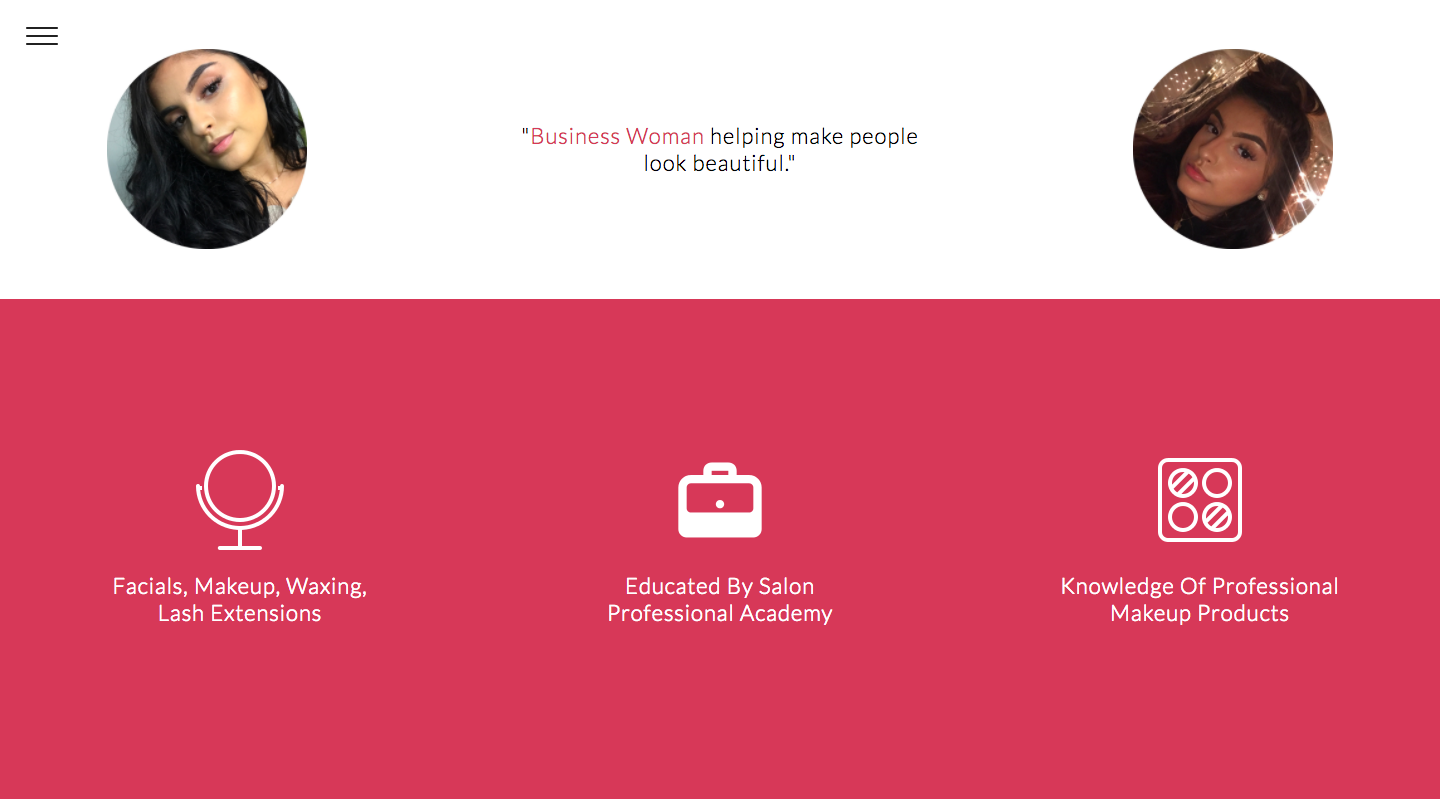 "Business Woman helping make people
look beautiful."
Facials, Makeup, Waxing,
Lash Extensions
Educated By Salon
Professional Academy
Knowledge Of Professional
Makeup Products